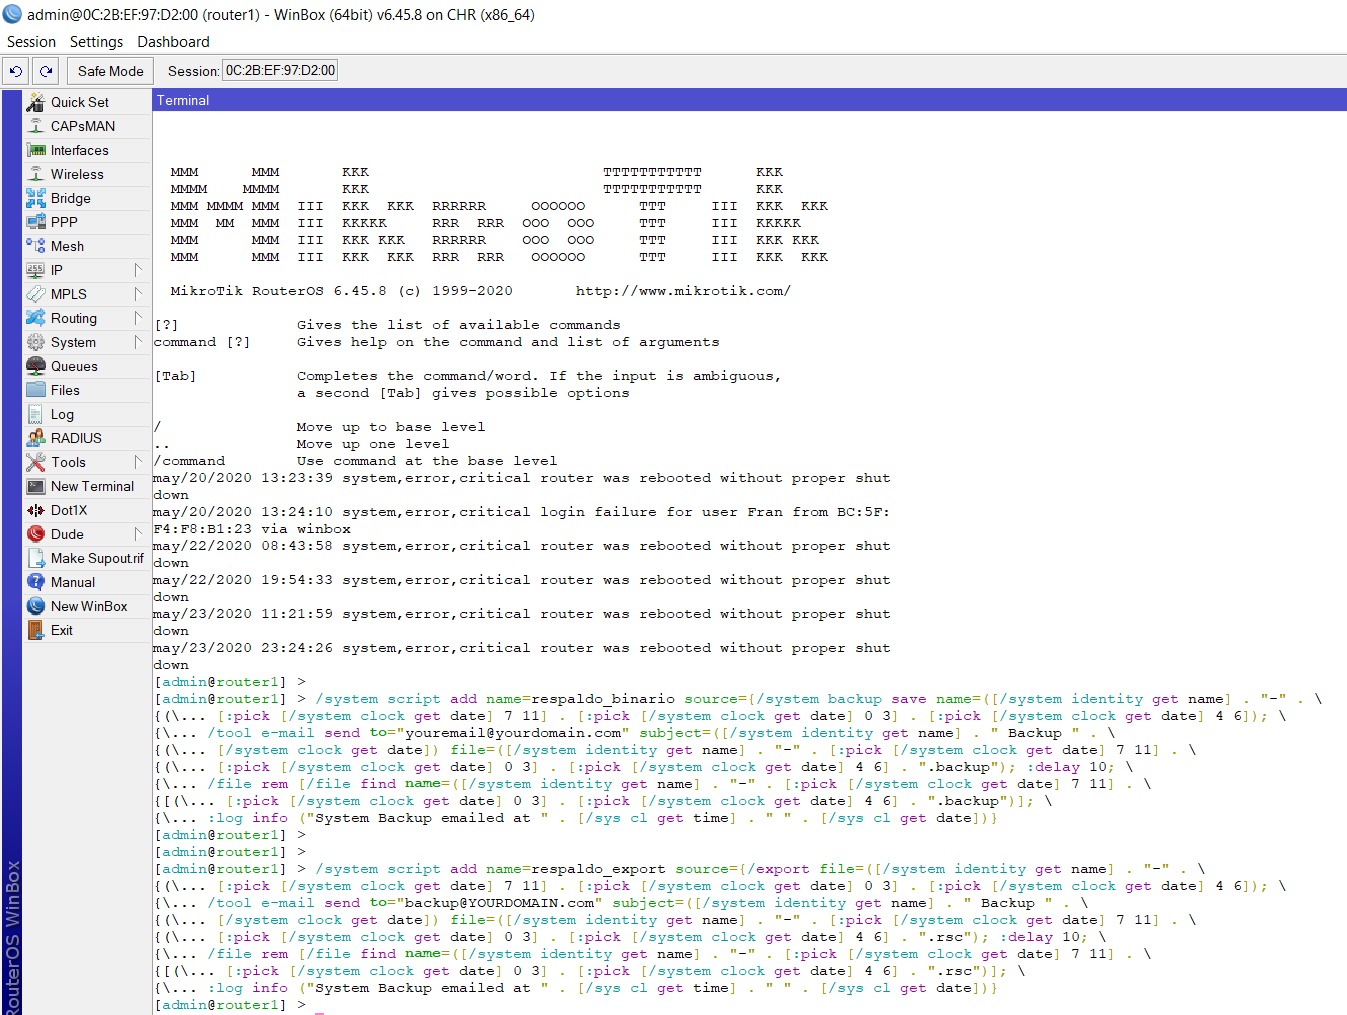 admin@0C:2B:EF:97:D2:00 (router1) - WinBox (64bit) v6.45.8 on CHR (x86_64)
Session Settings Dashboard
Safe Mode Session: 0C:2B:EF:97:D2:00
Quick Set
CAPsMAN
Interfaces
Wireless
Bridge
PPP
Mesh
IP
MPLS
Routing
System
Queues
Files
Log
RADIUS
Tools
New Terminal
Dot1X
Dude
Make Supout.rif
Manual
New WinBox
Exit
RouterOS WinBox
Terminal
  MMM      MMM       KKK                          TTTTTTTTTTT      KKK
  MMMM    MMMM       KKK                          TTTTTTTTTTT      KKK
  MMM MMMM MMM  III  KKK  KKK  RRRRRR     OOOOOO      TTT     III  KKK  KKK
  MMM  MM  MMM  III  KKKKK     RRR  RRR  OOO  OOO     TTT     III  KKKKK
  MMM      MMM  III  KKK KKK   RRRRRR    OOO  OOO     TTT     III  KKK KKK
  MMM      MMM  III  KKK  KKK  RRR  RRR   OOOOOO      TTT     III  KKK  KKK
  MikroTik RouterOS 6.45.8 (c) 1999-2020       http://www.mikrotik.com/
[?]             Gives the list of available commands
command [?]     Gives help on the command and list of arguments
[Tab]           Completes the command/word. If the input is ambiguous,
                a second [Tab] gives possible options
/               Move up to base level
..              Move up one level
/command        Use command at the base level
may/20/2020 13:23:39 system,error,critical router was rebooted without proper shut
down
may/20/2020 13:24:10 system,error,critical login failure for user Fran from BC:5F:
F4:F8:B1:23 via winbox
may/22/2020 08:43:58 system,error,critical router was rebooted without proper shut
down
may/22/2020 19:54:33 system,error,critical router was rebooted without proper shut
down
may/23/2020 11:21:59 system,error,critical router was rebooted without proper shut
down
may/23/2020 23:24:26 system,error,critical router was rebooted without proper shut
down
[admin@router1] >
[admin@router1] > /system script add name=respaldo_binario source={/system backup save name=([/system identity get name] . "-" . \
{(\... [:pick [/system clock get date] 7 11] . [:pick [/system clock get date] 0 3] . [:pick [/system clock get date] 4 6]); \
{\... /tool e-mail send to="youremail@yourdomain.com" subject=([/system identity get name] . " Backup " . \
{(\... [/system clock get date]) file=([/system identity get name] . "-" . [:pick [/system clock get date] 7 11] . \
{(\... [:pick [/system clock get date] 0 3] . [:pick [/system clock get date] 4 6] . ".backup"); :delay 10; \
{\... /file rem [/file find name=([/system identity get name] . "-" . [:pick [/system clock get date] 7 11] . \
{[(\... [:pick [/system clock get date] 0 3] . [:pick [/system clock get date] 4 6] . ".backup")]; \
{\... :log info ("System Backup emailed at " . [/sys cl get time] . " " . [/sys cl get date])}
[admin@router1] >
[admin@router1] >
[admin@router1] > /system script add name=respaldo_export source={/export file=([/system identity get name] . "-" . \
{(\... [:pick [/system clock get date] 7 11] . [:pick [/system clock get date] 0 3] . [:pick [/system clock get date] 4 6]); \
{\... /tool e-mail send to="backup@YOURDOMAIN.com" subject=([/system identity get name] . " Backup " . \
{(\... [/system clock get date]) file=([/system identity get name] . "-" . [:pick [/system clock get date] 7 11] . \
{(\... [:pick [/system clock get date] 0 3] . [:pick [/system clock get date] 4 6] . ".rsc"); :delay 10; \
{\... /file rem [/file find name=([/system identity get name] . "-" . [:pick [/system clock get date] 7 11] . \
{[(\... [:pick [/system clock get date] 0 3] . [:pick [/system clock get date] 4 6] . ".rsc")]; \
{\... :log info ("System Backup emailed at " . [/sys cl get time] . " " . [/sys cl get date])}
[admin@router1] >